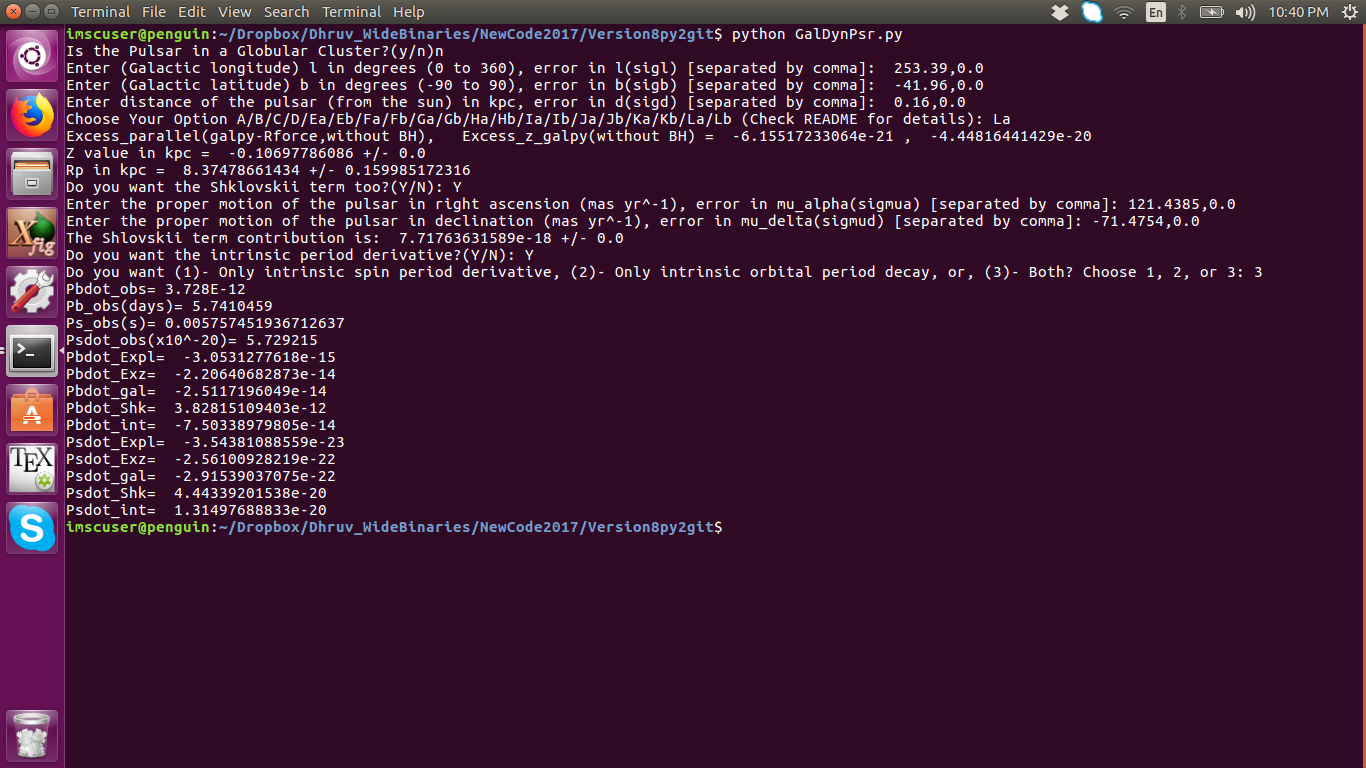 Terminal File Edit View Search Terminal Help En 10:40 PM
imscuser@penguin:~/Dropbox/Dhruv_WideBinaries/NewCode2017/Version8py2git$ python GalDynPsr.py
Is the Pulsar in a Globular Cluster?(y/n)n
Enter (Galactic longitude) l in degrees (0 to 360), error in l(sigl) [separated by comma]:  253.39,0.0
Enter (Galactic latitude) b in degrees (-90 to 90), error in b(sigb) [separated by comma]:  -41.96,0.0
Enter distance of the pulsar (from the sun) in kpc, error in d(sigd) [separated by comma]:  0.16,0.0
Choose Your Option A/B/C/D/Ea/Eb/Fa/Fb/Ga/Gb/Ha/Hb/Ia/Ib/Ja/Jb/Ka/Kb/La/Lb (Check README for details): La
Excess_parallel(galpy-Rforce,without BH),   Excess_z_galpy(without BH) =  -6.15517233064e-21 ,  -4.44816441429e-20
Z value in kpc =  -0.10697786086 +/- 0.0
Rp in kpc =  8.37478661434 +/- 0.159985172316
Do you want the Shklovskii term too?(Y/N): Y
Enter the proper motion of the pulsar in right ascension (mas yr^-1), error in mu_alpha(sigmua) [separated by comma]: 121.4385,0.0
Enter the proper motion of the pulsar in declination (mas yr^-1), error in mu_delta(sigmud) [separated by comma]: -71.4754,0.0
The Shlovskii term contribution is:  7.71763631589e-18 +/- 0.0
Do you want the intrinsic period derivative?(Y/N): Y
Do you want (1)- Only intrinsic spin period derivative, (2)- Only intrinsic orbital period decay, or, (3)- Both? Choose 1, 2, or 3: 3
Pbdot_obs= 3.728E-12
Pb_obs(days)= 5.7410459
Ps_obs(s)= 0.005757451936712637
Psdot_obs(x10^-20)= 5.729215
Pbdot_Expl=  -3.0531277618e-15
Pbdot_Exz=  -2.20640682873e-14
Pbdot_gal=  -2.5117196049e-14
Pbdot_Shk=  3.82815109403e-12
Pbdot_int=  -7.50338979805e-14
Psdot_Expl=  -3.54381088559e-23
Psdot_Exz=  -2.56100928219e-22
Psdot_gal=  -2.91539037075e-22
Psdot_Shk=  4.44339201538e-20
Psdot_int=  1.31497688833e-20
imscuser@penguin:~/Dropbox/Dhruv_WideBinaries/NewCode2017/Version8py2git$
X
fig
>_
A
TEX
S